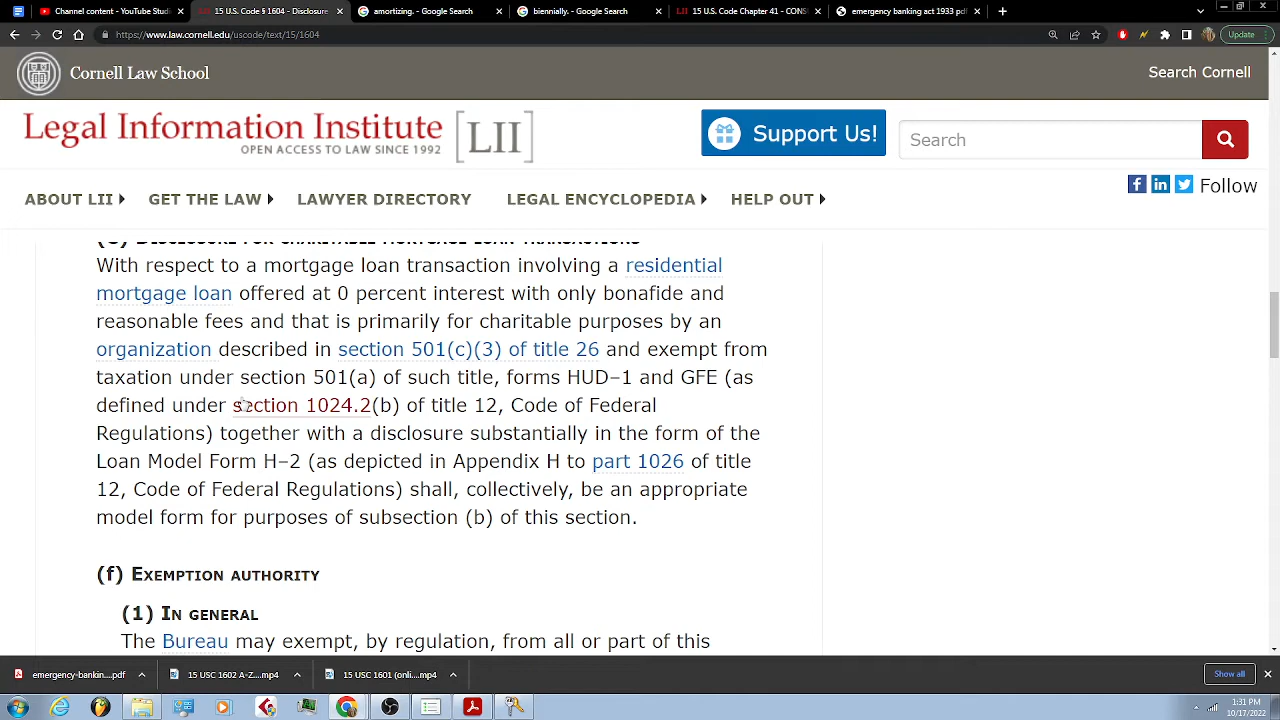 Channel content - YouTube Studi
15 U.S. Code § 1604 - Disclosure
amortizing. - Google Search
biennially. - Google Search
LII 15 U.S. Code Chapter 41 - CONS
emergency banking act 1933 pdf
https://www.law.cornell.edu/uscode/text/15/1604
Update
Cornell Law School
Search Cornell
Legal Information Institute [LII]
OPEN ACCESS TO LAW SINCE 1992
Support Us!
Search
ABOUT LII
GET THE LAW
LAWYER DIRECTORY
LEGAL ENCYCLOPEDIA
HELP OUT
Follow
(e) DISCLOSURE FOR CHARITABLE MORTGAGE LOAN TRANSACTIONS
With respect to a mortgage loan transaction involving a residential
mortgage loan offered at 0 percent interest with only bonafide and
reasonable fees and that is primarily for charitable purposes by an
organization described in section 501(c)(3) of title 26 and exempt from
taxation under section 501(a) of such title, forms HUD–1 and GFE (as
defined under section 1024.2(b) of title 12, Code of Federal
Regulations) together with a disclosure substantially in the form of the
Loan Model Form H–2 (as depicted in Appendix H to part 1026 of title
12, Code of Federal Regulations) shall, collectively, be an appropriate
model form for purposes of subsection (b) of this section.
(f) EXEMPTION AUTHORITY
(1) IN GENERAL
The Bureau may exempt, by regulation, from all or part of this
emergency-bankin....pdf
15 USC 1602 A-Z....mp4
15 USC 1601 (onli....mp4
Show all
1:31 PM
10/17/2022